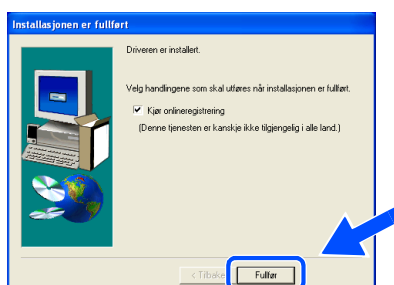 Installasjonen er fullført
Driveren er installert.
Velg handlingene som skal utføres når installasjonen er fullført.
Kjør onlineregistrering
(Denne tjenesten er kanskje ikke tilgjengelig i alle land.)
< Tilbake
Fullfør